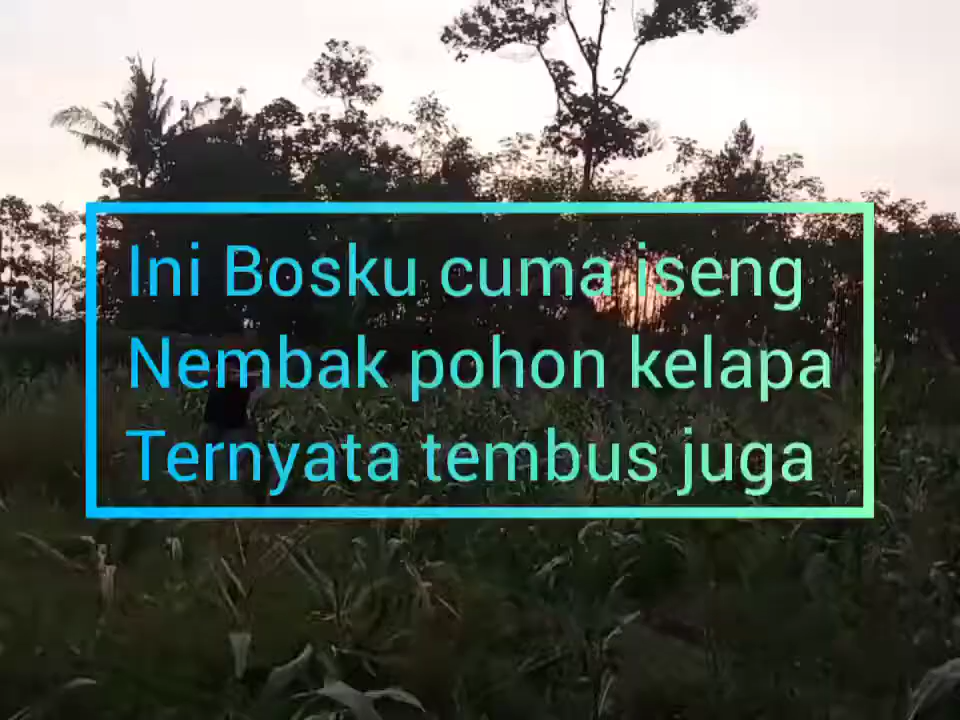 Ini Bosku cuma iseng
Nembak pohon kelapa
Ternyata tembus juga